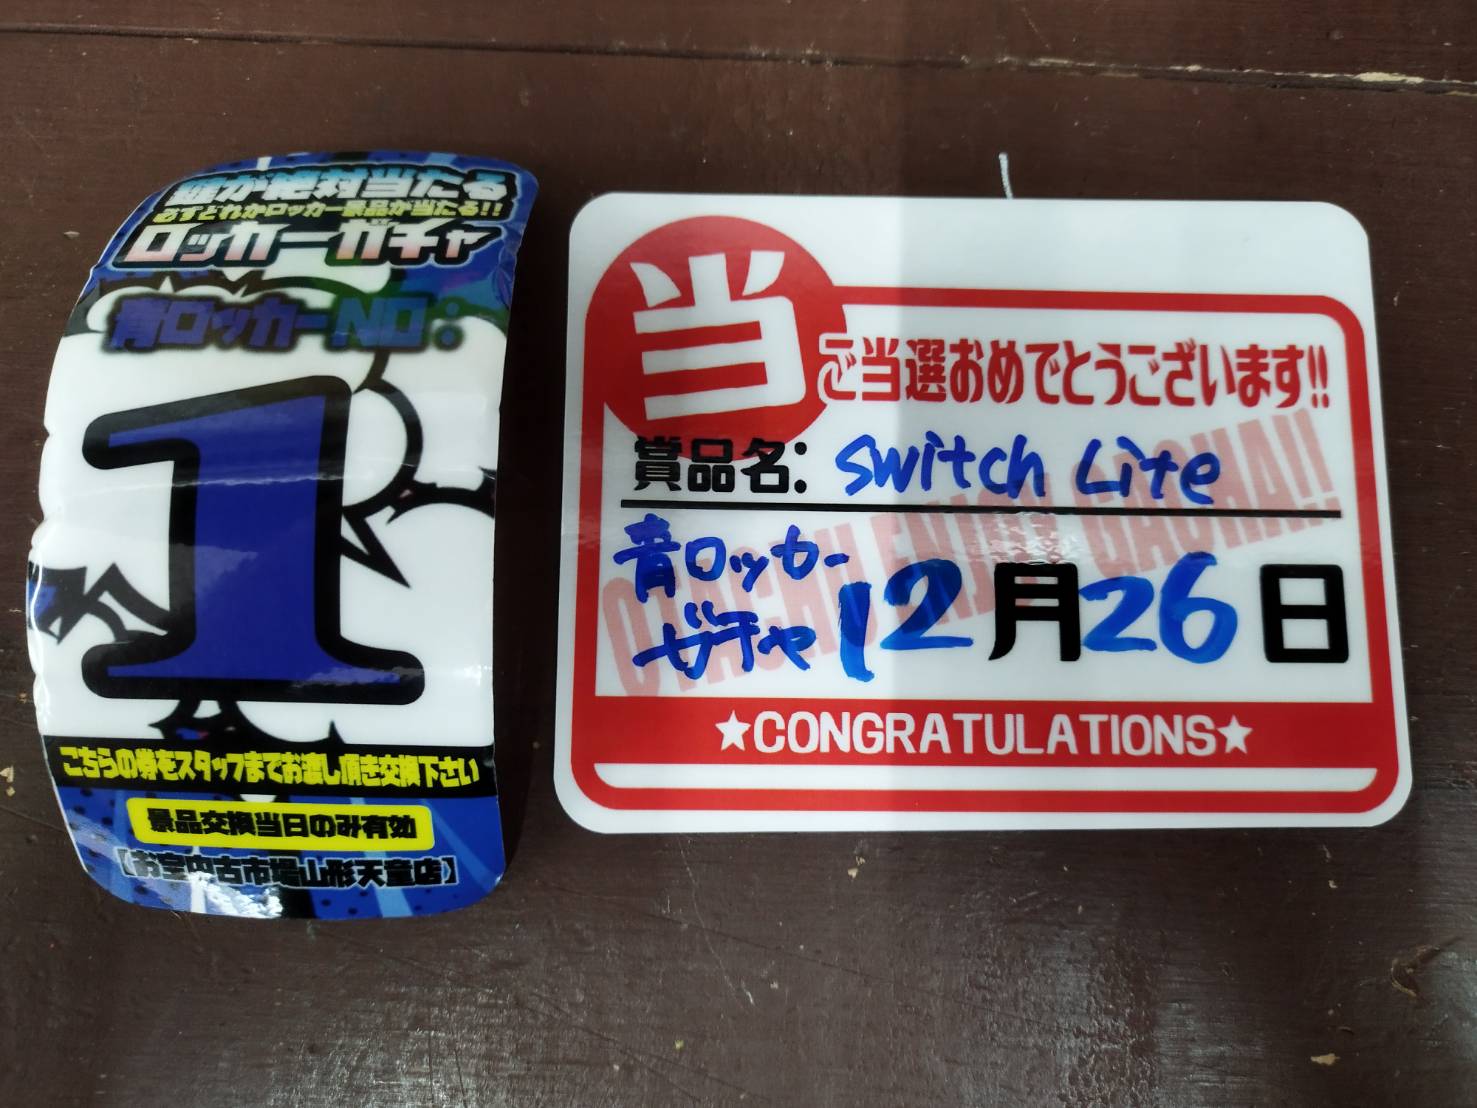 誰が絶対当たる
必ずどれかロッカー景品が当たる!!
ロッカーガチャ
青ロッカーNO:
1
こちらの券をスタッフまでお渡し頂き交換下さい
景品交換当日のみ有効
【お宝中古市場山形天童店】
当
ご当選おめでとうございます!!
賞品名: Switch Lite
OTACHU ENJOY GACHA!!
青ロッカー
ガチャ
12月26日
★CONGRATULATIONS★